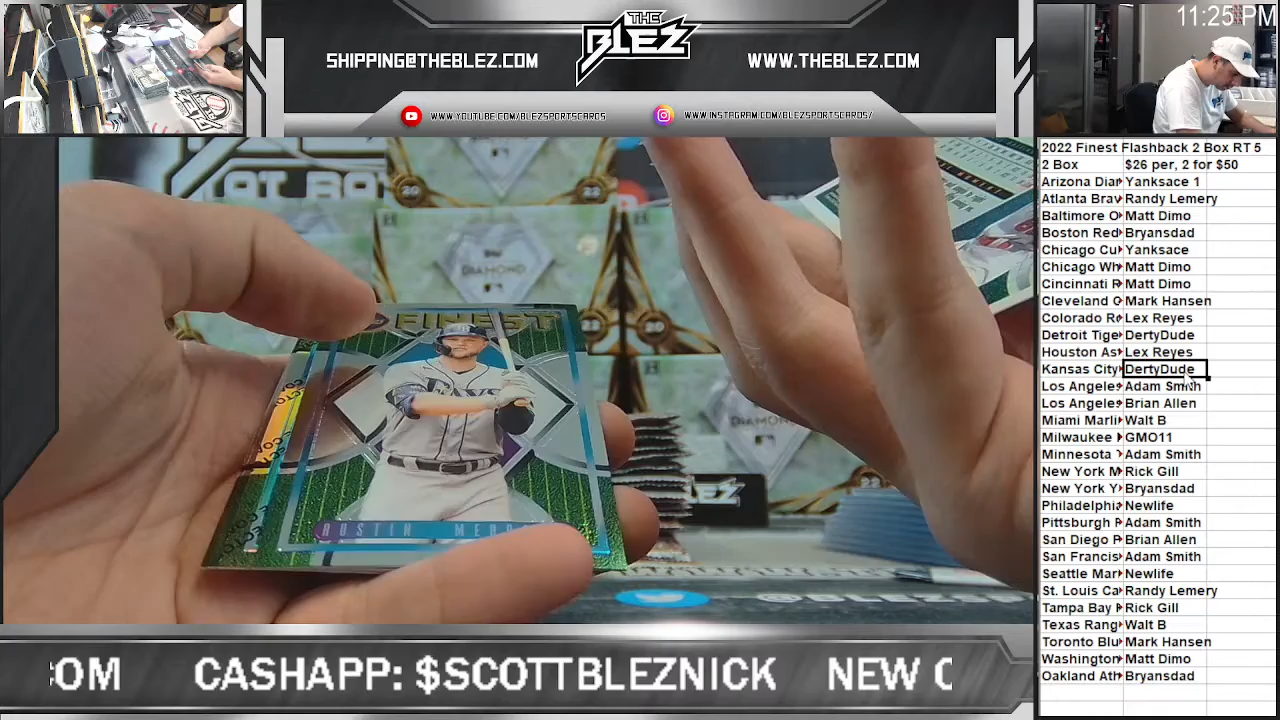 11:25 PM
THE
BLEZ
SHIPPING@THEBLEZ.COM
WWW.THEBLEZ.COM
WWW.YOUTUBE.COM/BLEZSPORTSCARDS
WWW.INSTAGRAM.COM/BLEZSPORTSCARDS/
2022 Finest Flashback 2 Box RT 5
2 Box $26 per, 2 for $50
Arizona Diar Yanksace 1
Atlanta Brav Randy Lemery
Baltimore O Matt Dimo
Boston Red Bryansdad
Chicago Cu Yanksace
Chicago Wh Matt Dimo
Cincinnati R Matt Dimo
Cleveland G Mark Hansen
Colorado Ro Lex Reyes
Detroit Tige DertyDude
Houston As Lex Reyes
Kansas City DertyDude
Los Angele Adam Smith
Los Angele Brian Allen
Miami Marli Walt B
Milwaukee GMO11
Minnesota Adam Smith
New York M Rick Gill
New York Y Bryansdad
Philadelphi Newlife
Pittsburgh P Adam Smith
San Diego P Brian Allen
San Francis Adam Smith
Seattle Mar Newlife
St. Louis Ca Randy Lemery
Tampa Bay Rick Gill
Texas Rang Walt B
Toronto Blu Mark Hansen
Washington Matt Dimo
Oakland Ath Bryansdad
FINEST
Rays
DIAMOND
20
22
BLEZ
:OM CASHAPP: $SCOTTBLEZNICK NEW C